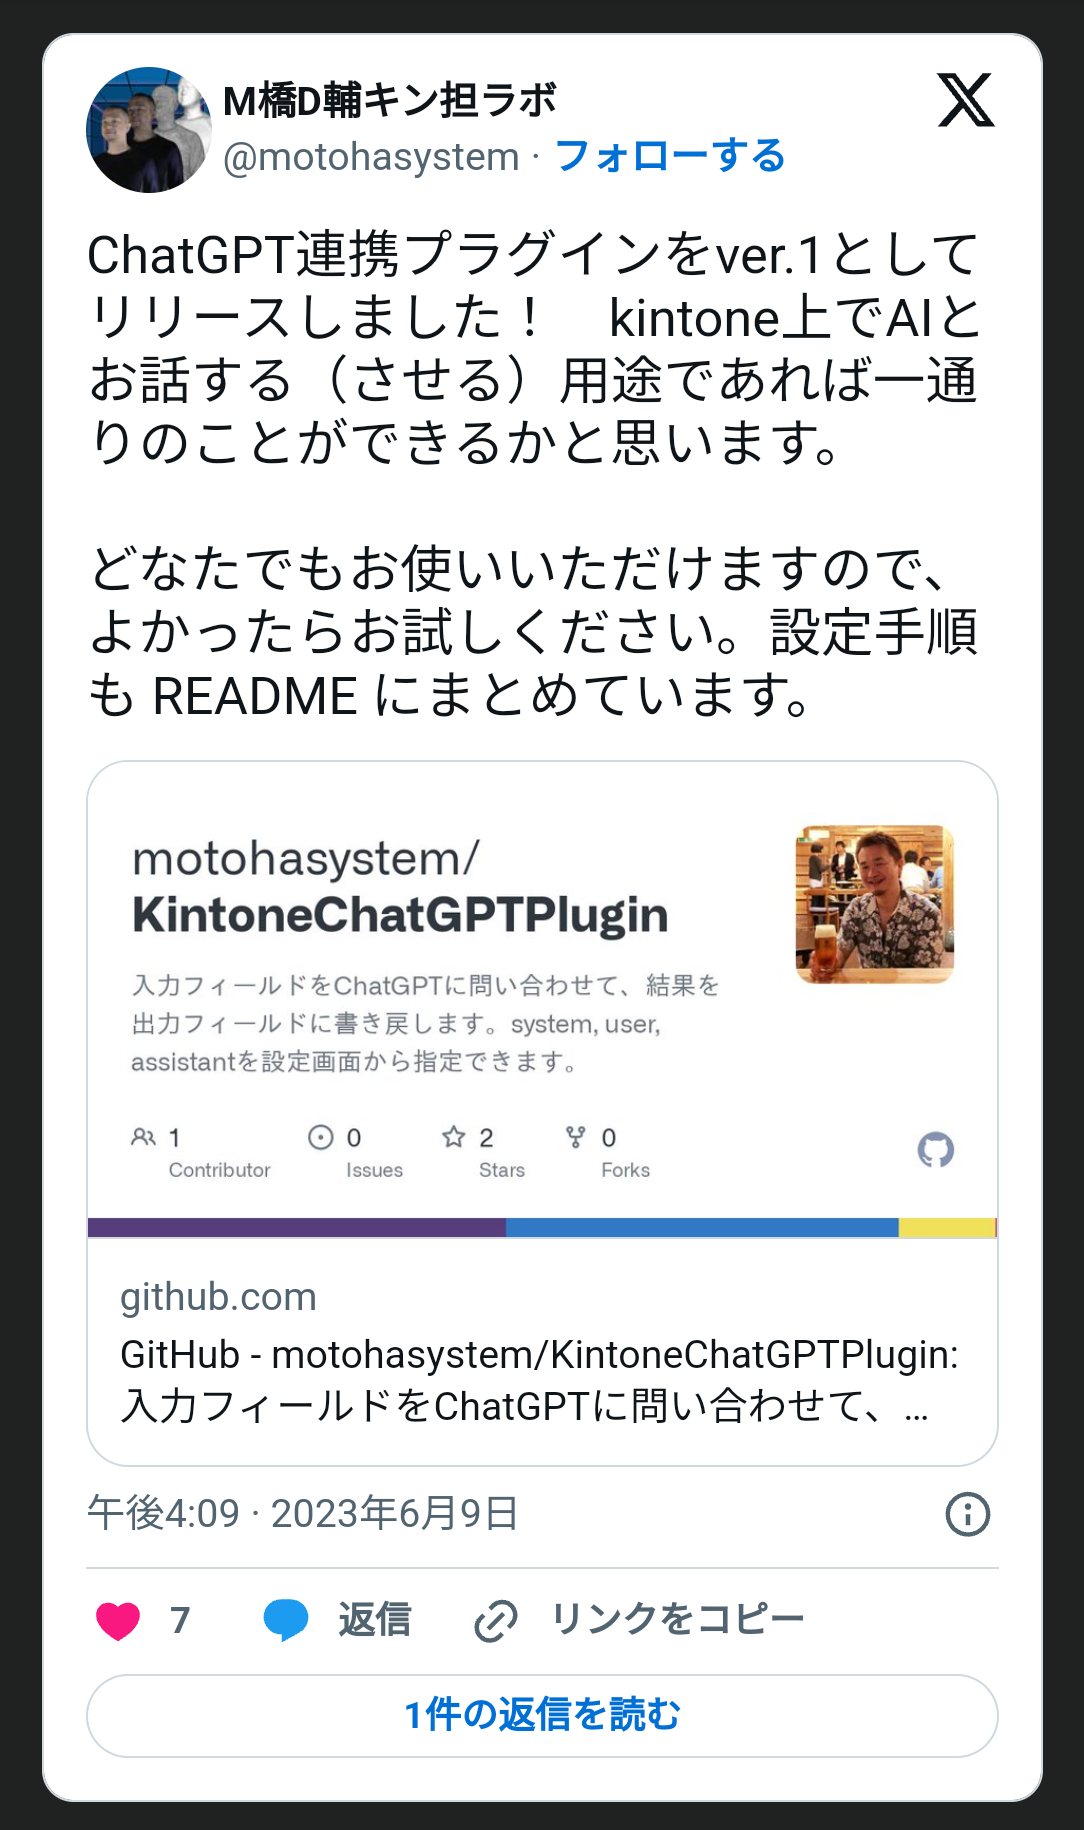 M橋D輔キン担ラボ
@motohasystem · フォローする
ChatGPT連携プラグインをver.1として
リリースしました！　kintone上でAIと
お話する（させる）用途であれば一通
りのことができるかと思います。
どなたでもお使いいただけますので、
よかったらお試しください。設定手順
も README にまとめています。
motohasystem/
KintoneChatGPTPlugin
入力フィールドをChatGPTに問い合わせて、結果を
出力フィールドに書き戻します。system, user,
assistantを設定画面から指定できます。
1 0 2 0
Contributor Issues Stars Forks
github.com
GitHub - motohasystem/KintoneChatGPTPlugin:
入力フィールドをChatGPTに問い合わせて、...
午後4:09 · 2023年6月9日
7 返信 リンクをコピー
1件の返信を読む